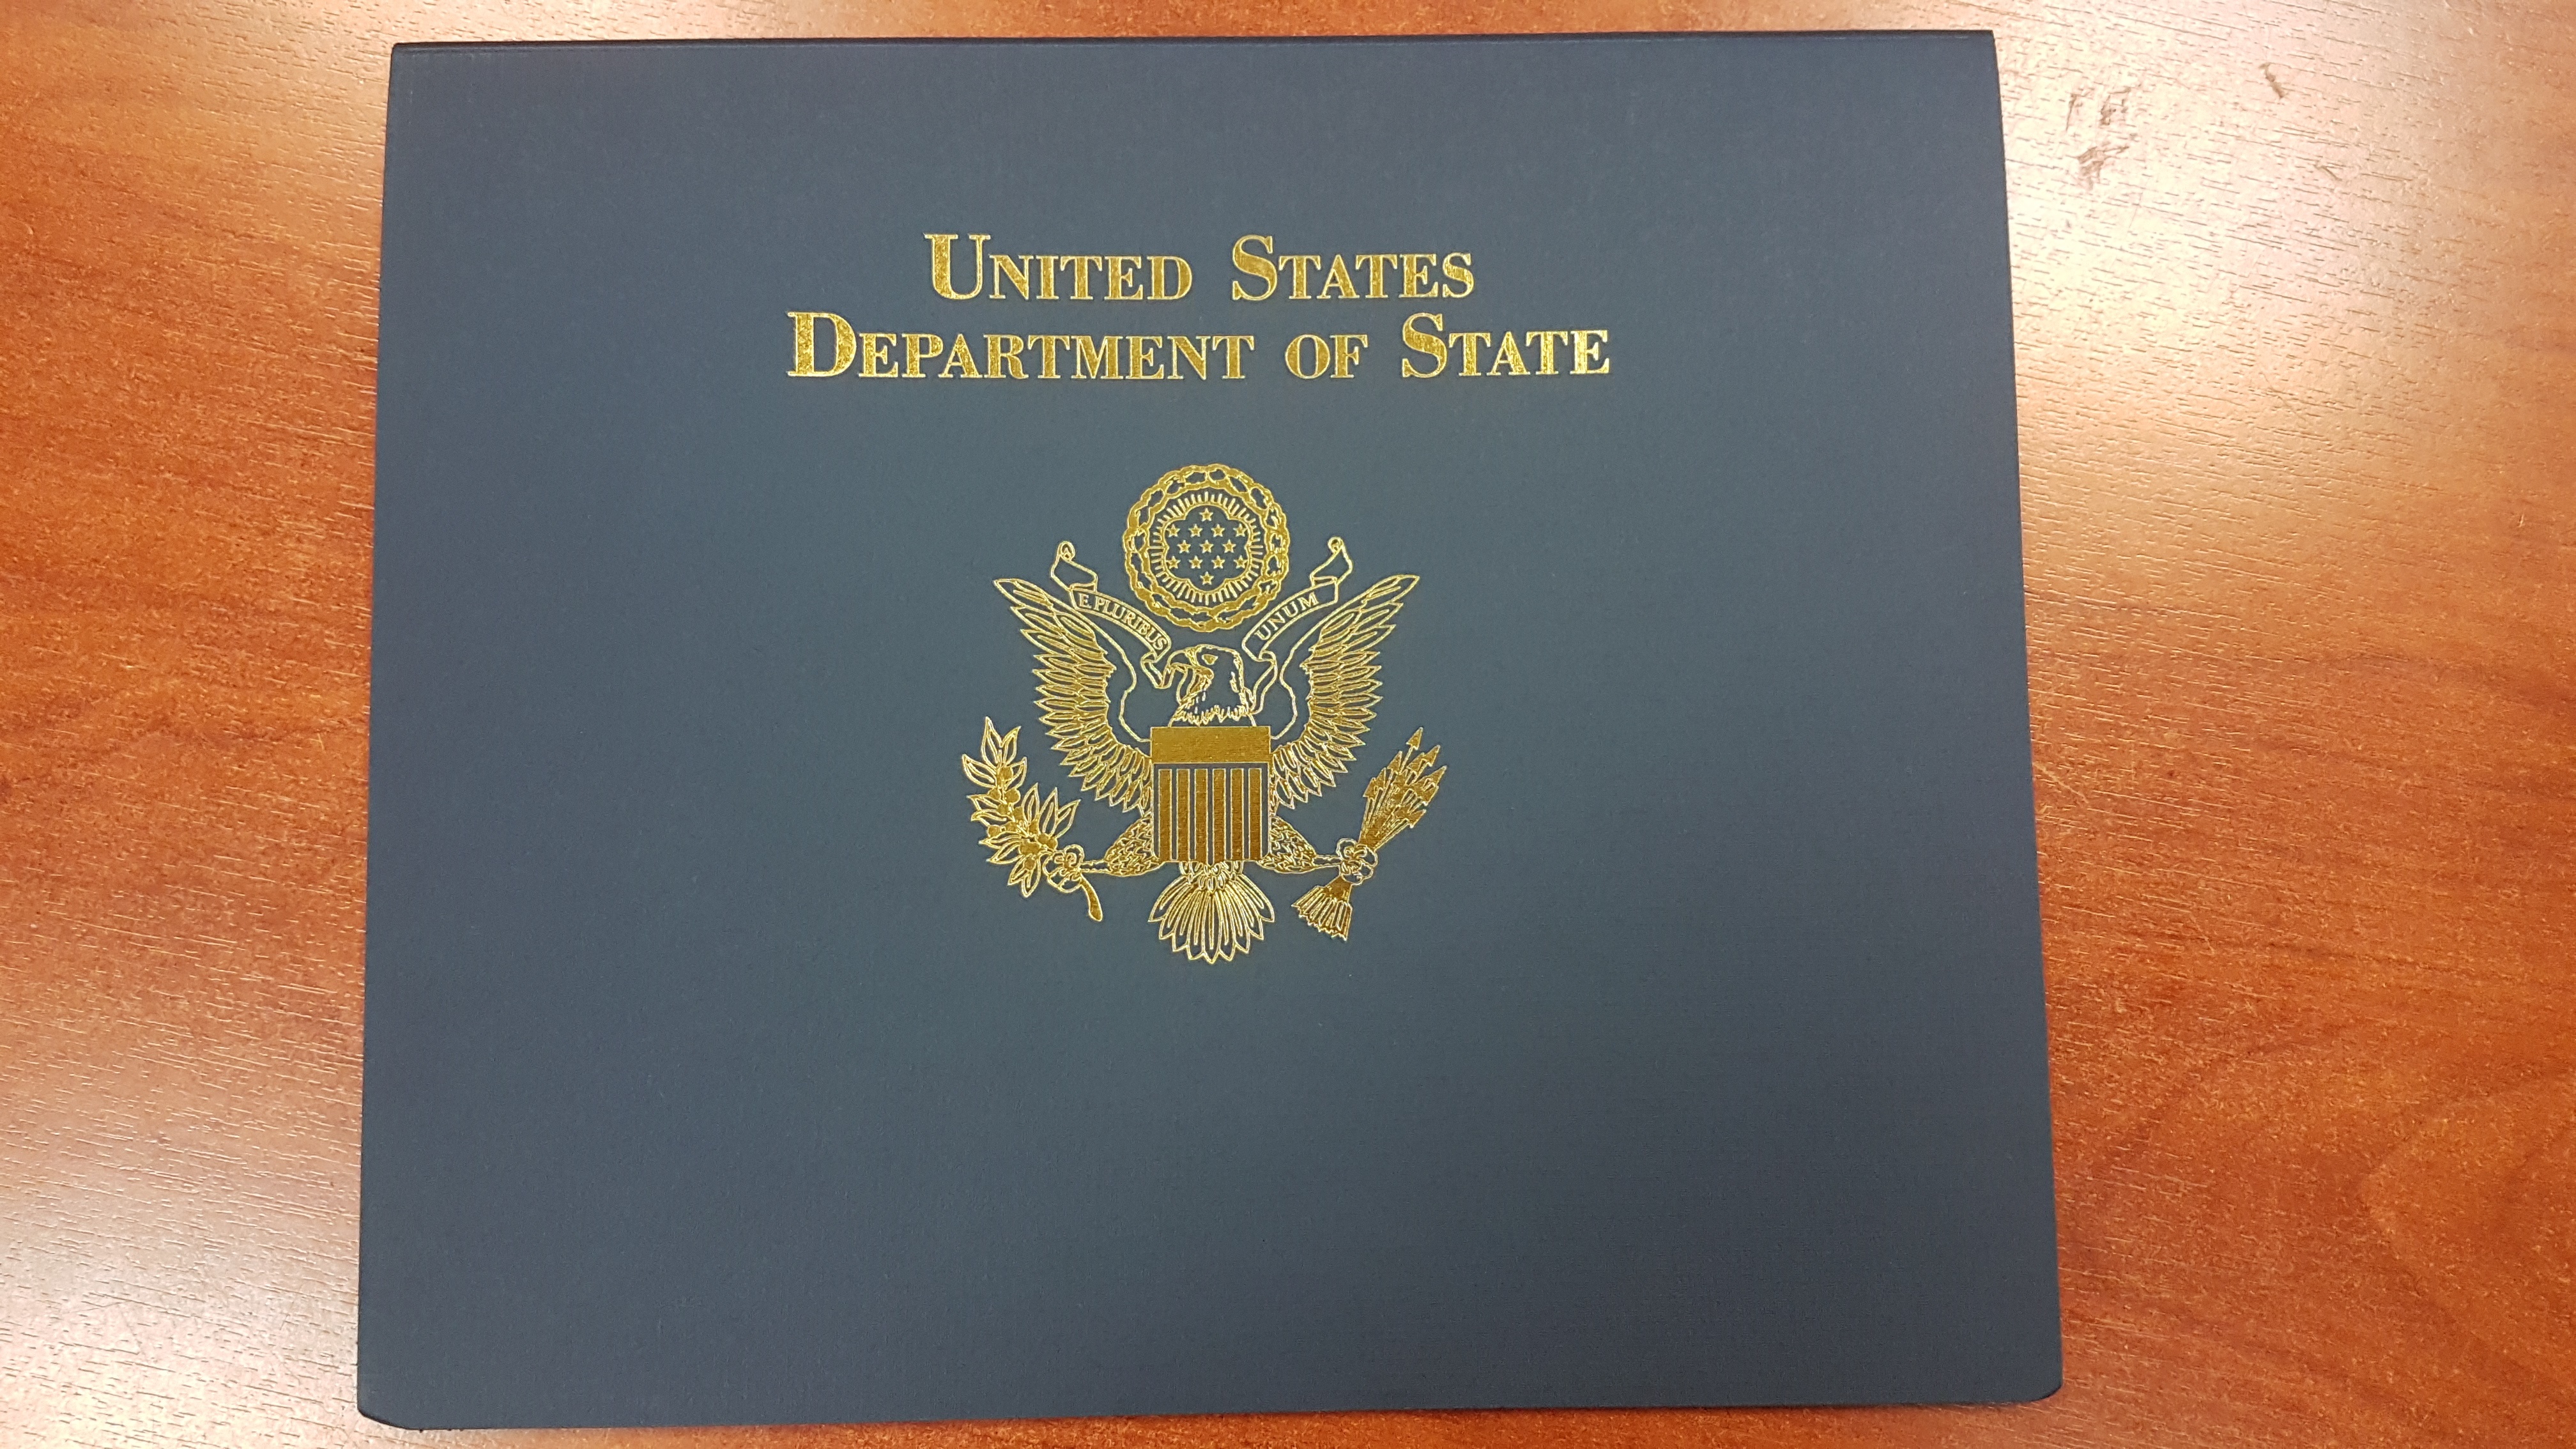 UNITED STATES
DEPARTMENT OF STATE
E PLURIBUS UNUM